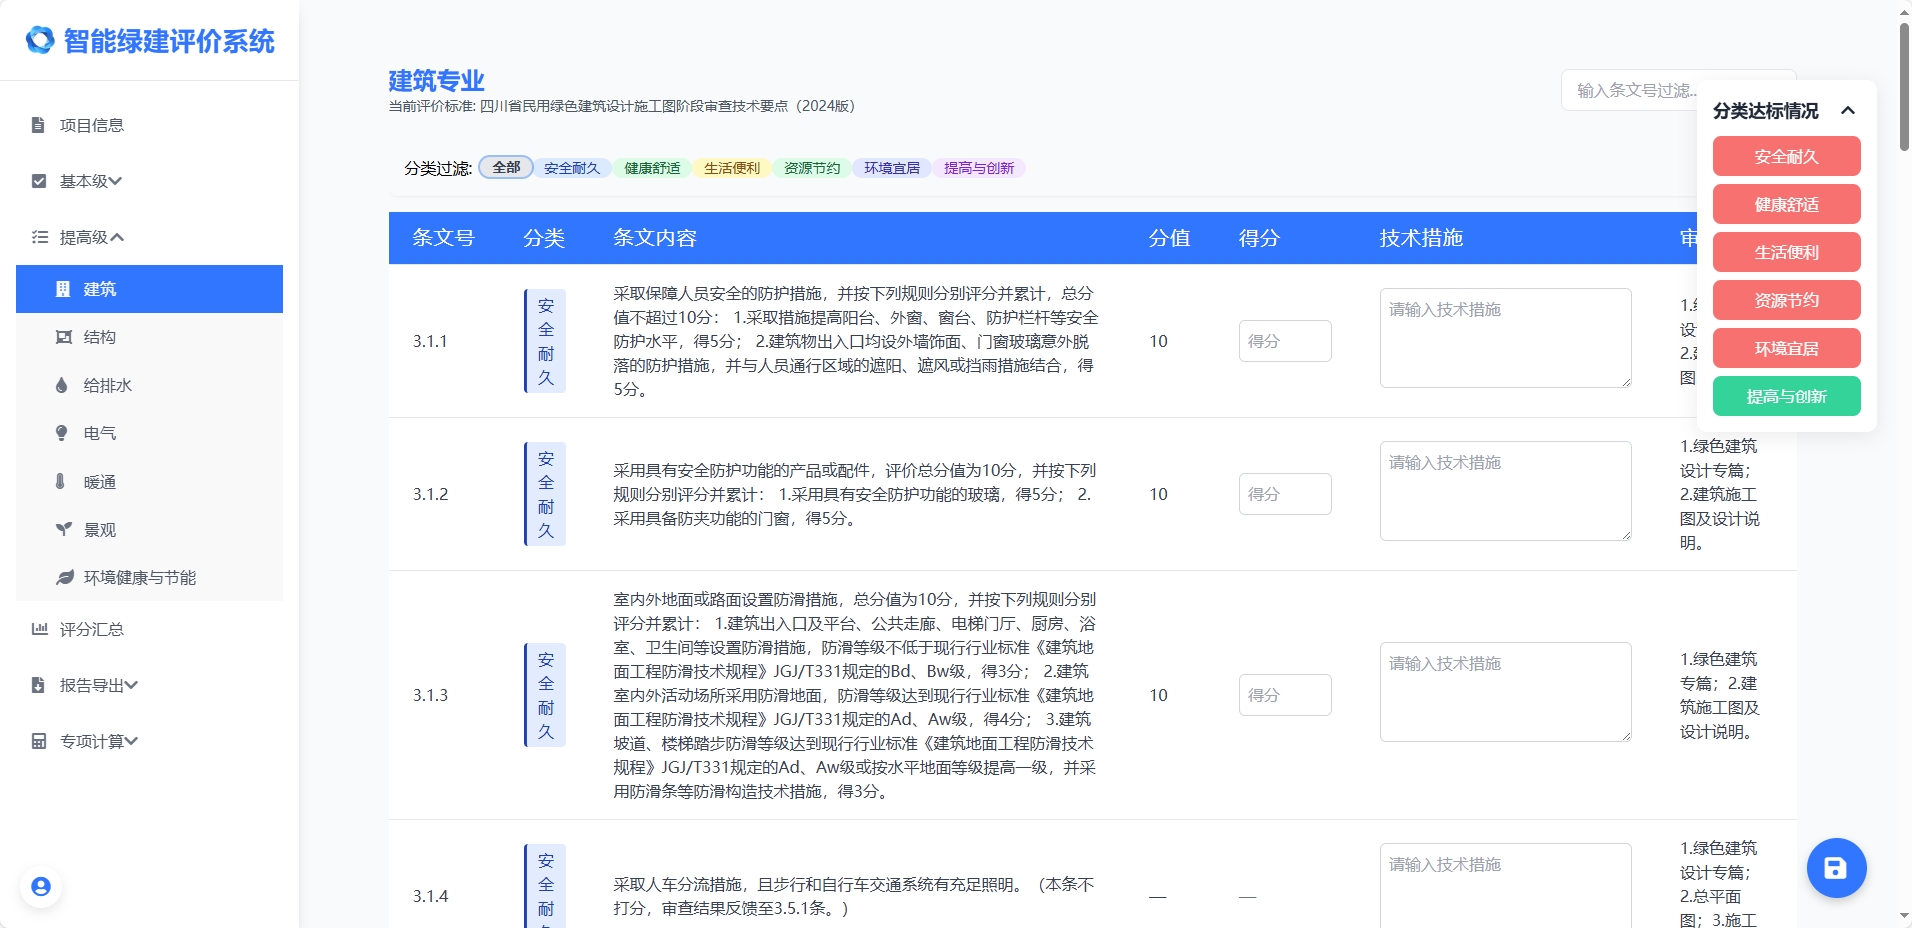 智能绿建评价系统
项目信息
基本级
提高级
建筑
结构
给排水
电气
暖通
景观
环境健康与节能
评分汇总
报告导出
专项计算
建筑专业
当前评价标准: 四川省民用绿色建筑设计施工图阶段审查技术要点（2024版）
输入条文号过滤...
分类过滤: 全部 安全耐久 健康舒适 生活便利 资源节约 环境宜居 提高与创新
条文号 分类 条文内容 分值 得分 技术措施 审
3.1.1
安
全
耐
久
采取保障人员安全的防护措施，并按下列规则分别评分并累计，总分
值不超过10分： 1.采取措施提高阳台、外窗、窗台、防护栏杆等安全
防护水平，得5分； 2.建筑物出入口均设外墙饰面、门窗玻璃意外脱
落的防护措施，并与人员通行区域的遮阳、遮风或挡雨措施结合，得
5分。
10
得分
请输入技术措施
设
图
3.1.2
安
全
耐
久
采用具有安全防护功能的产品或配件，评价总分值为10分，并按下列
规则分别评分并累计： 1.采用具有安全防护功能的玻璃，得5分； 2.
采用具备防夹功能的门窗，得5分。
10
得分
请输入技术措施
1.绿色建筑
设计专篇；
2.建筑施工
图及设计说
明。
3.1.3
安
全
耐
久
室内外地面或路面设置防滑措施，总分值为10分，并按下列规则分别
评分并累计： 1.建筑出入口及平台、公共走廊、电梯门厅、厨房、浴
室、卫生间等设置防滑措施，防滑等级不低于现行行业标准《建筑地
面工程防滑技术规程》JGJ/T331规定的Bd、Bw级，得3分； 2.建筑
室内外活动场所采用防滑地面，防滑等级达到现行行业标准《建筑地
面工程防滑技术规程》JGJ/T331规定的Ad、Aw级，得4分； 3.建筑
坡道、楼梯踏步防滑等级达到现行行业标准《建筑地面工程防滑技术
规程》JGJ/T331规定的Ad、Aw级或按水平地面等级提高一级，并采
用防滑条等防滑构造技术措施，得3分。
10
得分
请输入技术措施
1.绿色建筑
专篇；2.建
筑施工图及
设计说明。
3.1.4
安
全
耐
采取人车分流措施，且步行和自行车交通系统有充足照明。（本条不
打分，审查结果反馈至3.5.1条。）
—
—
请输入技术措施
1.绿色建筑
设计专篇；
2.总平面
图；3.施工
分类达标情况
安全耐久
健康舒适
生活便利
资源节约
环境宜居
提高与创新